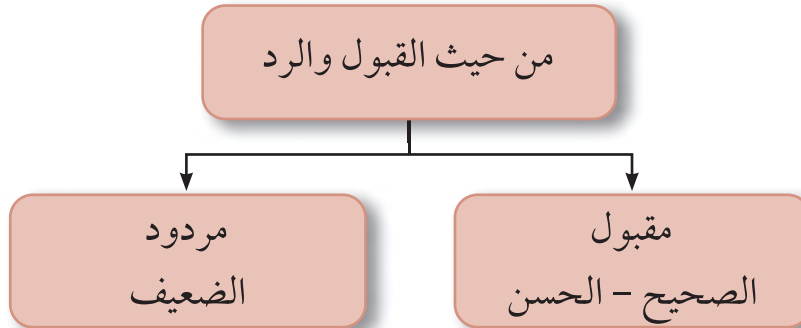 من حيث القبول والرد
مقبول
الصحيح – الحسن
مردود
الضعيف